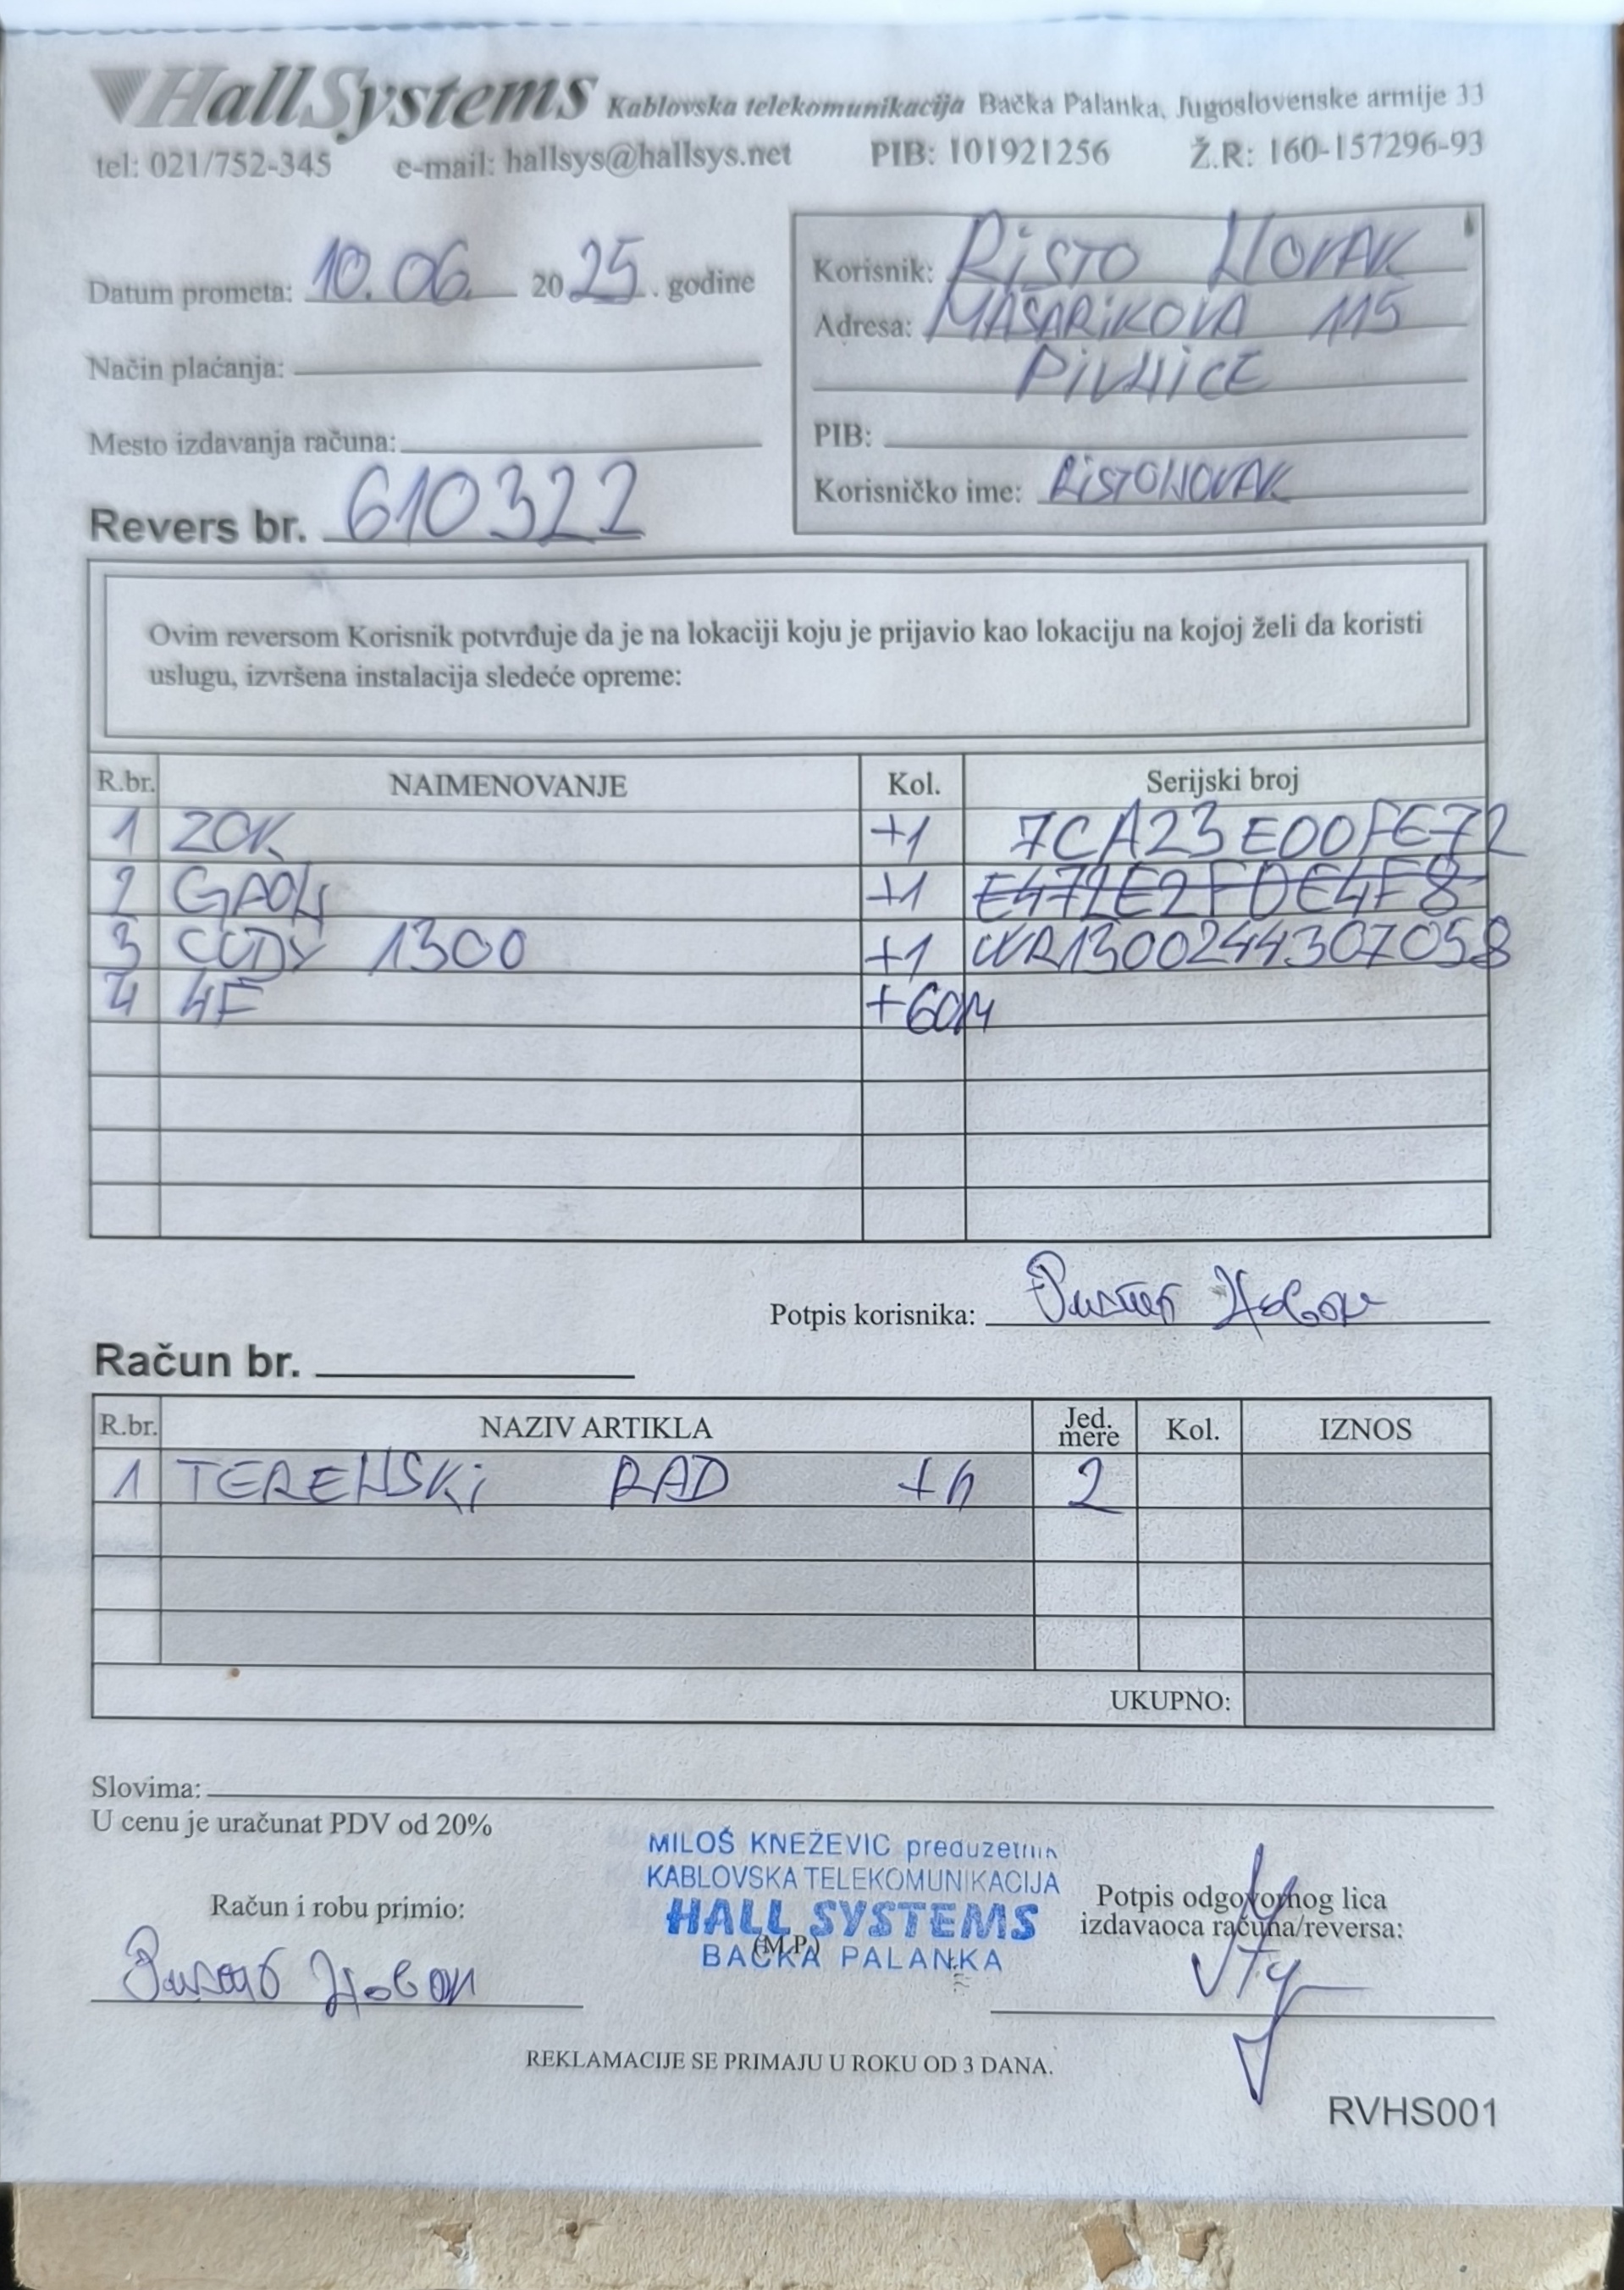 HallSystems Kablovska telekomunikacija Bačka Palanka, Jugoslovenske armije 33
tel: 021/752-345 e-mail: hallsys@hallsys.net PIB: 101921256 Ž.R: 160-157296-93
Datum prometa: 10.06. 2025. godine
Način plaćanja:
Mesto izdavanja računa:
Revers br. 610322
Korisnik: RiSTO NOVAK
Adresa: MASARiKOVA 115
PiVNiCE
PIB:
Korisničko ime: RiSTONOVAK
Ovim reversom Korisnik potvrđuje da je na lokaciji koju je prijavio kao lokaciju na kojoj želi da koristi
uslugu, izvršena instalacija sledeće opreme:
R.br. NAIMENOVANJE Kol. Serijski broj
1 ZOK +1 7CA23E00FE72
2 +1 E472E2FDE4F8
3 CUDY 1300 +1 WR1300244307058
4 4F +60M
Potpis korisnika:
Račun br.
R.br. NAZIV ARTIKLA Jed. mere Kol. IZNOS
1 TERENSKi RAD +h 2
UKUPNO:
Slovima:
U cenu je uračunat PDV od 20%
MILOŠ KNEŽEVIC preduzetnik
KABLOVSKA TELEKOMUNIKACIJA
HALL SYSTEMS
(M.P.)
BAČKA PALANKA
Račun i robu primio:
Potpis odgovornog lica
izdavaoca računa/reversa:
REKLAMACIJE SE PRIMAJU U ROKU OD 3 DANA.
RVHS001